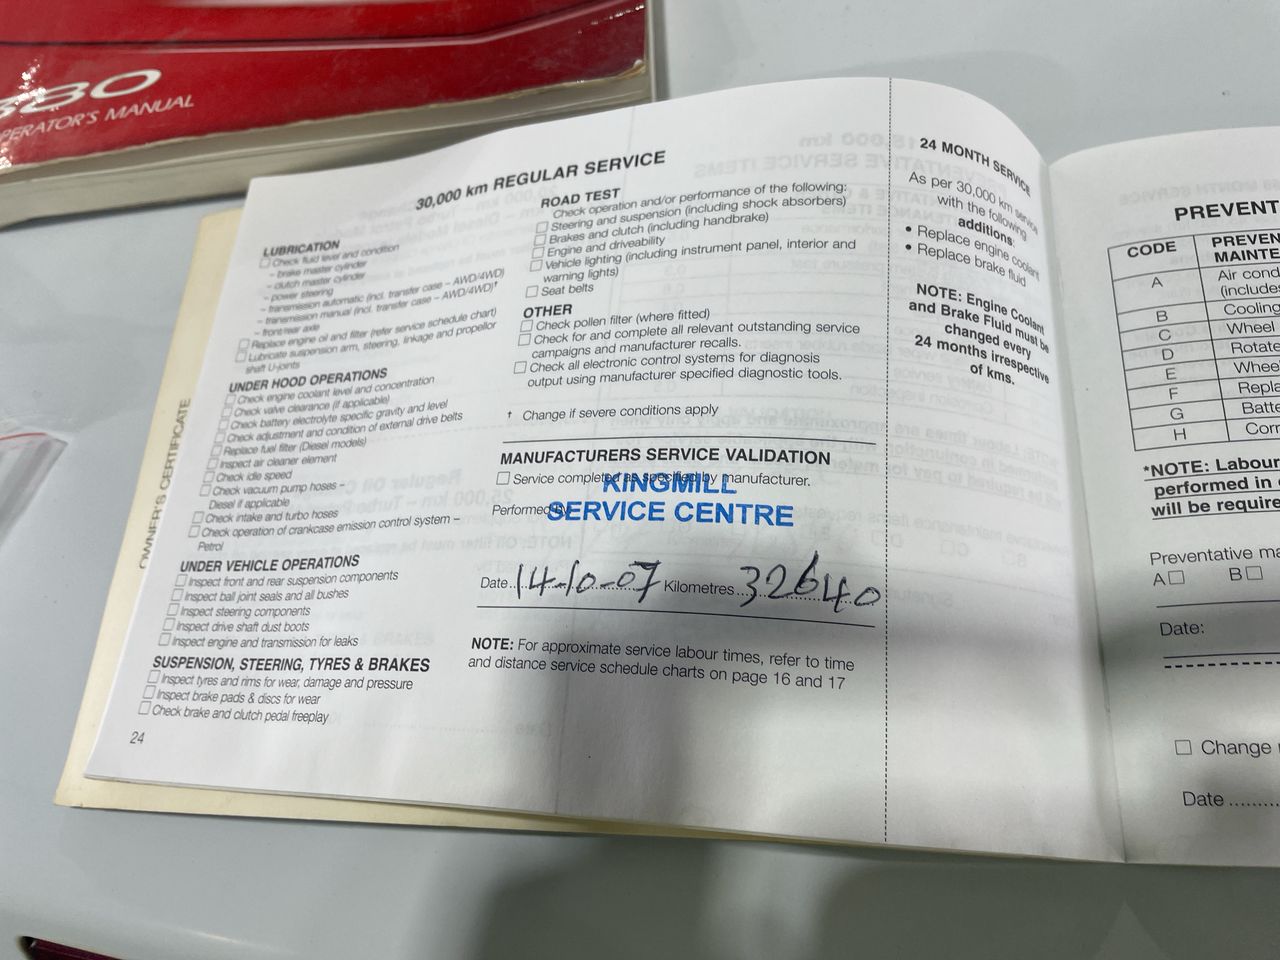 380
OPERATOR'S MANUAL
OWNER'S CERTIFICATE
30,000 km REGULAR SERVICE
LUBRICATION
Check fluid level and condition
– brake master cylinder
– clutch master cylinder
– power steering
– transmission automatic (incl. transfer case – AWD/4WD)
– transmission manual (incl. transfer case – AWD/4WD)†
– front/rear axle
Replace engine oil and filter (refer service schedule chart)
Lubricate suspension arm, steering, linkage and propellor
shaft U-joints
UNDER HOOD OPERATIONS
Check engine coolant level and concentration
Check valve clearance (if applicable)
Check battery electrolyte specific gravity and level
Check adjustment and condition of external drive belts
Replace fuel filter (Diesel models)
Inspect air cleaner element
Check idle speed
Check vacuum pump hoses –
Diesel if applicable
Check intake and turbo hoses
Check operation of crankcase emission control system –
Petrol
UNDER VEHICLE OPERATIONS
Inspect front and rear suspension components
Inspect ball joint seals and all bushes
Inspect steering components
Inspect drive shaft dust boots
Inspect engine and transmission for leaks
SUSPENSION, STEERING, TYRES & BRAKES
Inspect tyres and rims for wear, damage and pressure
Inspect brake pads & discs for wear
Check brake and clutch pedal freeplay
24
ROAD TEST
Check operation and/or performance of the following:
Steering and suspension (including shock absorbers)
Brakes and clutch (including handbrake)
Engine and driveability
Vehicle lighting (including instrument panel, interior and
warning lights)
Seat belts
OTHER
Check pollen filter (where fitted)
Check for and complete all relevant outstanding service
campaigns and manufacturer recalls.
Check all electronic control systems for diagnosis
output using manufacturer specified diagnostic tools.
† Change if severe conditions apply
MANUFACTURERS SERVICE VALIDATION
Service completed as specified by manufacturer.
KINGMILL
Performed by
SERVICE CENTRE
Date 14-10-07 Kilometres 32640
NOTE: For approximate service labour times, refer to time
and distance service schedule charts on page 16 and 17
24 MONTH SERVICE
As per 30,000 km service
with the following
additions:
• Replace engine coolant
• Replace brake fluid
NOTE: Engine Coolant
and Brake Fluid must be
changed every
24 months irrespective
of kms.
PREVENT
CODE PREVEN
MAINTE
A Air cond
(includes
B Cooling
C Wheel
D Rotate
E Whee
F Repla
G Batte
H Corr
*NOTE: Labour
performed in
will be require
Preventative ma
A B
Date:
Change
Date